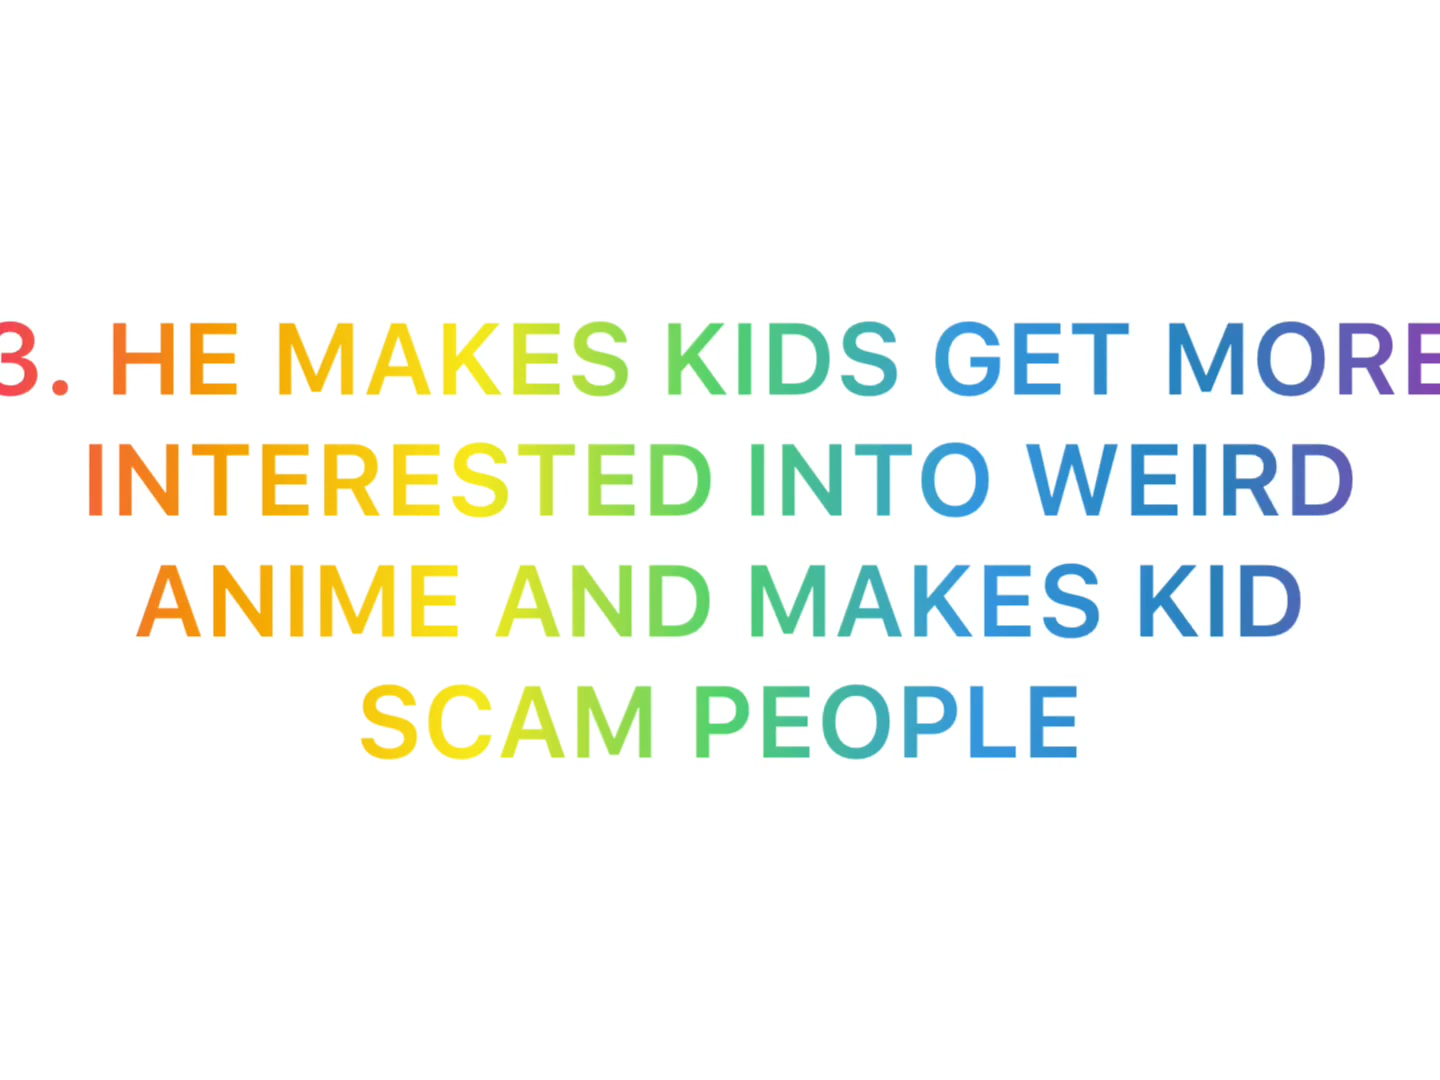 3. HE MAKES KIDS GET MORE
INTERESTED INTO WEIRD
ANIME AND MAKES KID
SCAM PEOPLE